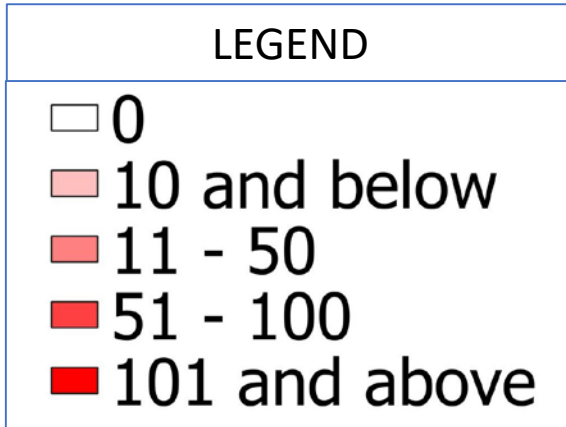 LEGEND
0
10 and below
11 - 50
51 - 100
101 and above